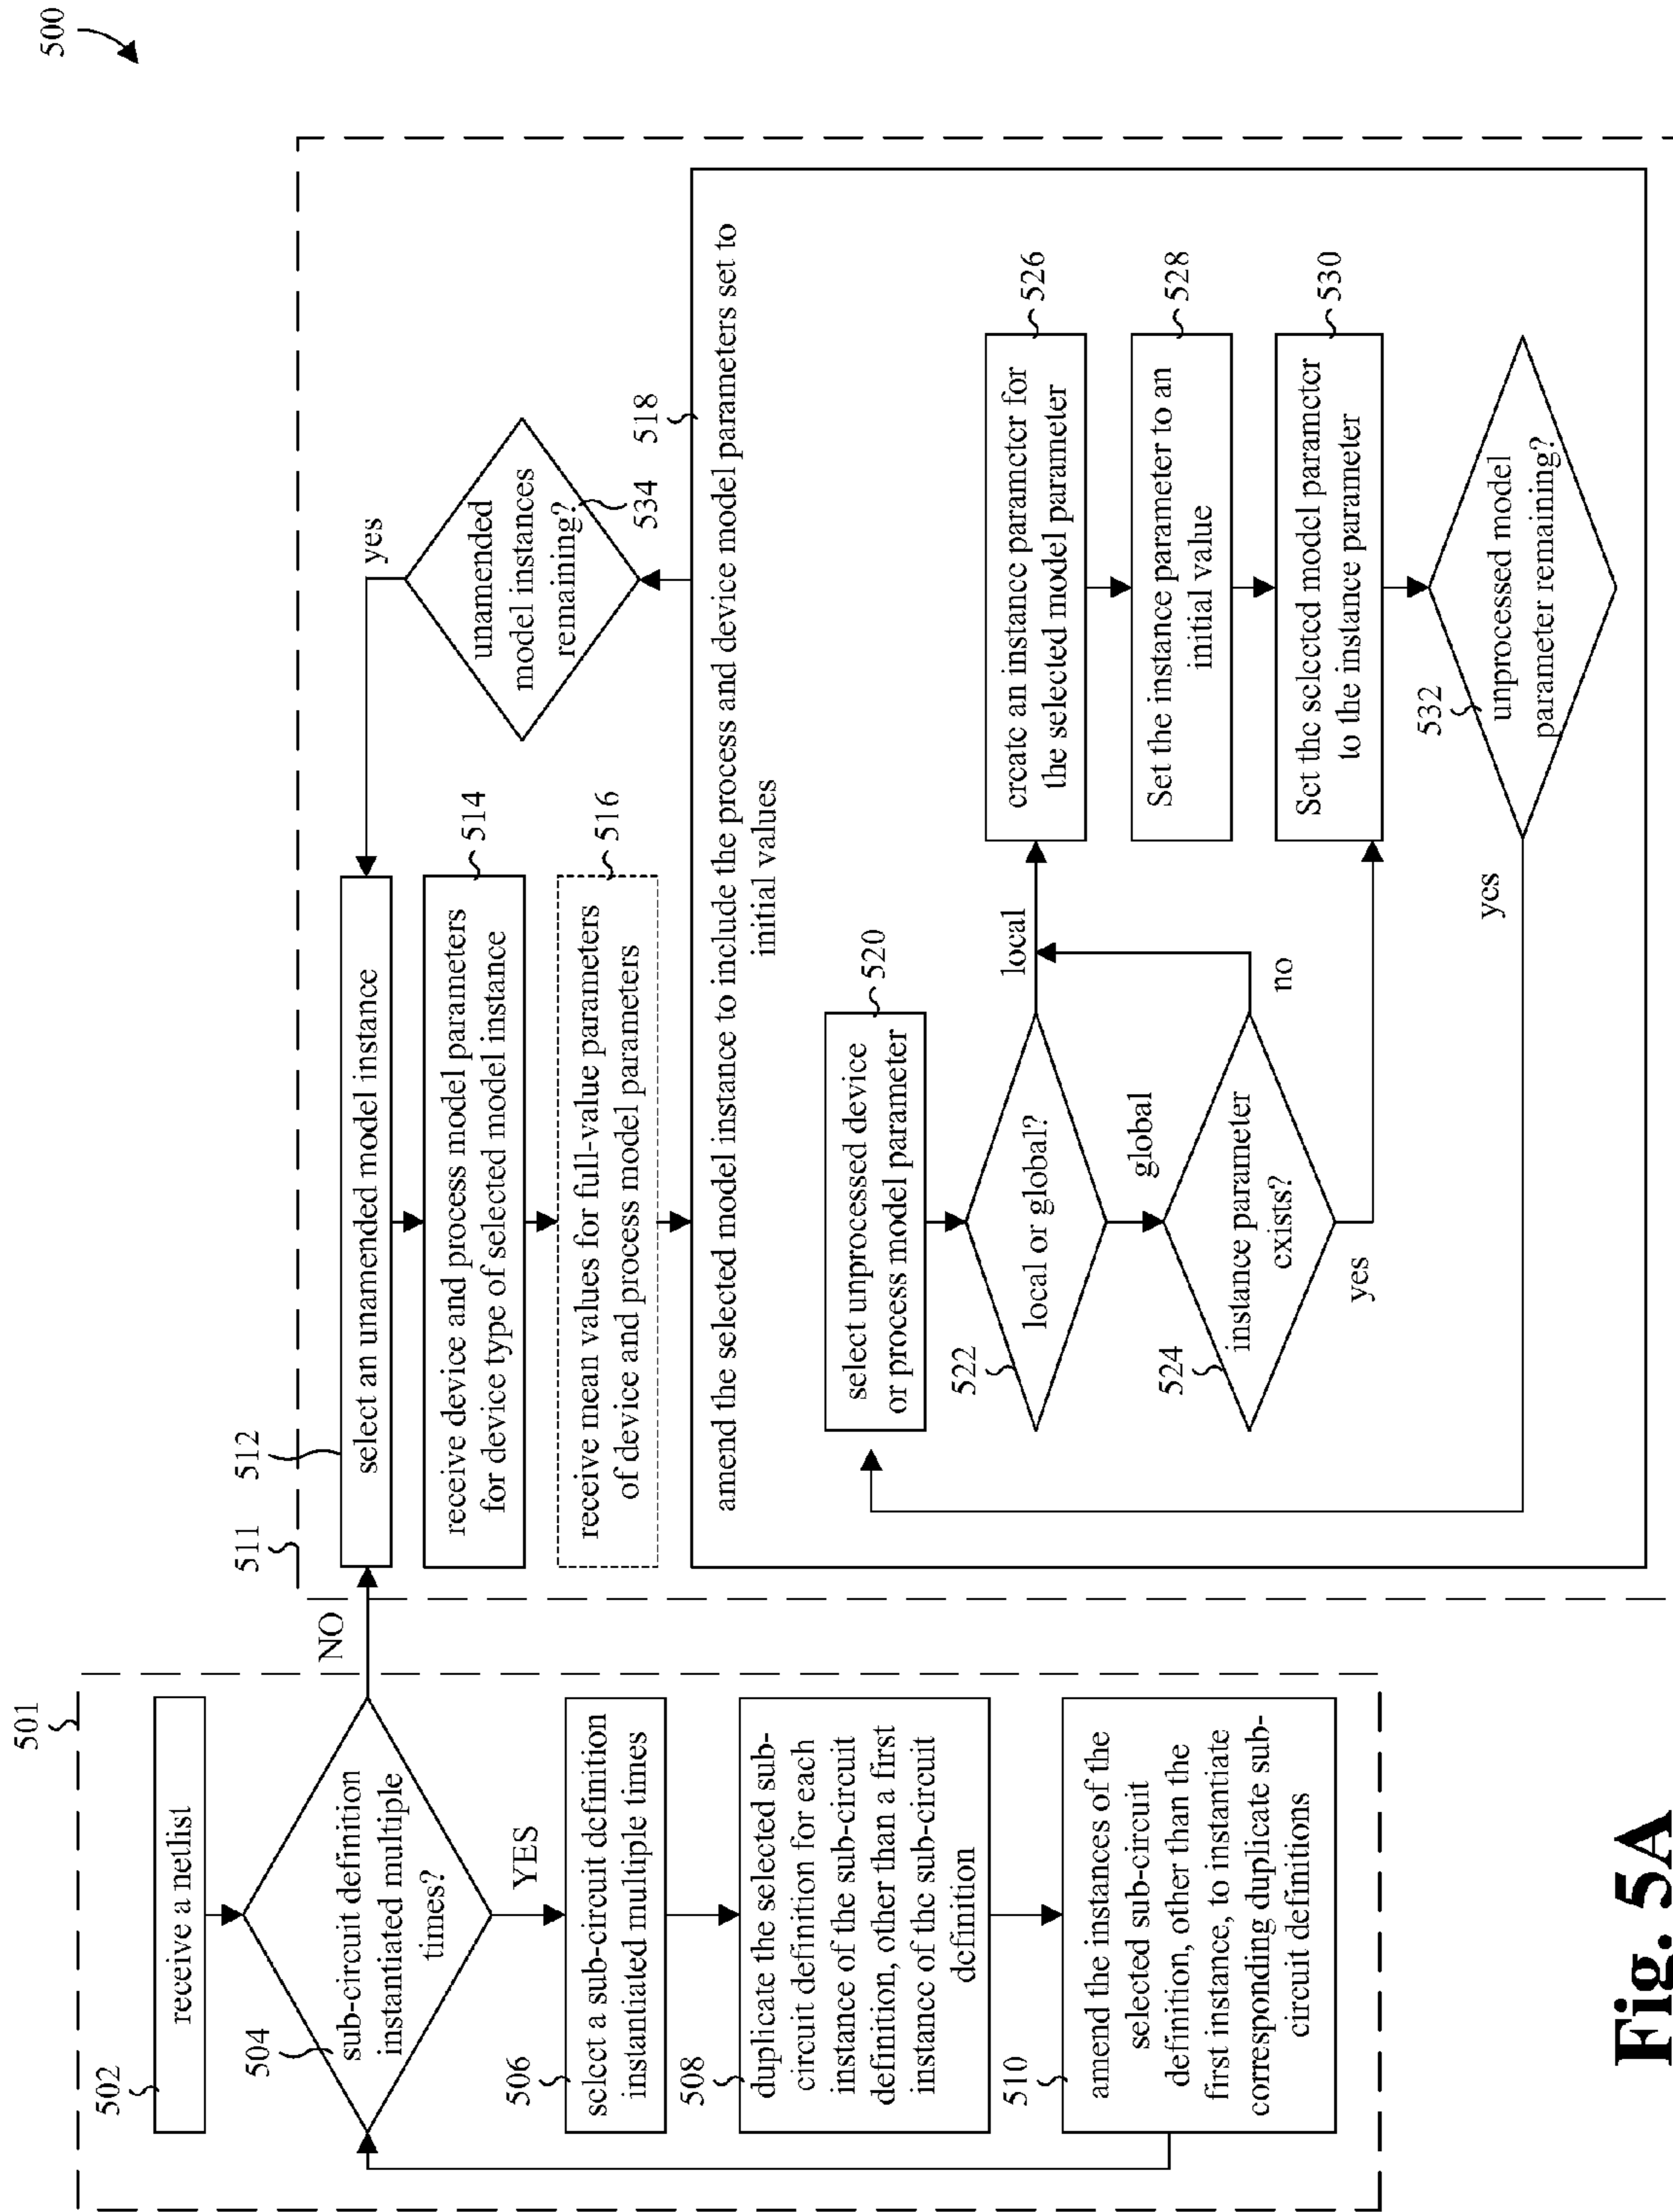 500
501
502
receive a netlist
504
sub-circuit definition
instantiated multiple
times?
NO
YES
506
select a sub-circuit definition
instantiated multiple times
508
duplicate the selected sub-
circuit definition for each
instance of the sub-circuit
definition, other than a first
instance of the sub-circuit
definition
510
amend the instances of the
selected sub-circuit
definition, other than the
first instance, to instantiate
corresponding duplicate sub-
circuit definitions
511
512
select an unamended model instance
514
receive device and process model parameters
for device type of selected model instance
516
receive mean values for full-value parameters
of device and process model parameters
yes
unamended
model instances
remaining?
534
518
amend the selected model instance to include the process and device model parameters set to
initial values
520
select unprocessed device
or process model parameter
522
local or global?
local
global
524
instance parameter
exists?
no
yes
526
create an instance parameter for
the selected model parameter
528
Set the instance parameter to an
initial value
530
Set the selected model parameter
to the instance parameter
532
unprocessed model
parameter remaining?
yes
Fig. 5A